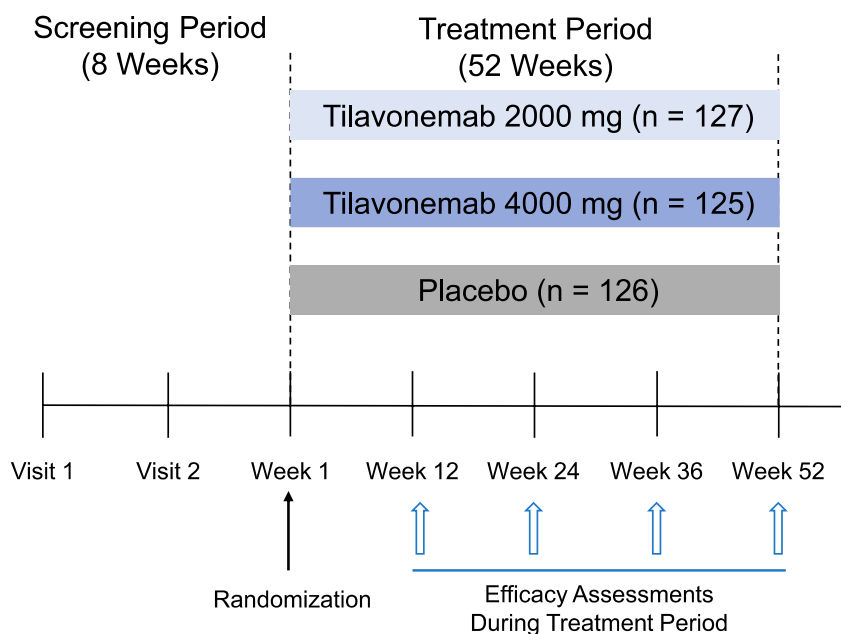 Screening Period
(8 Weeks)
Treatment Period
(52 Weeks)
Tilavonemab 2000 mg (n = 127)
Tilavonemab 4000 mg (n = 125)
Placebo (n = 126)
Visit 1
Visit 2
Week 1
Week 12
Week 24
Week 36
Week 52
Randomization
Efficacy Assessments
During Treatment Period